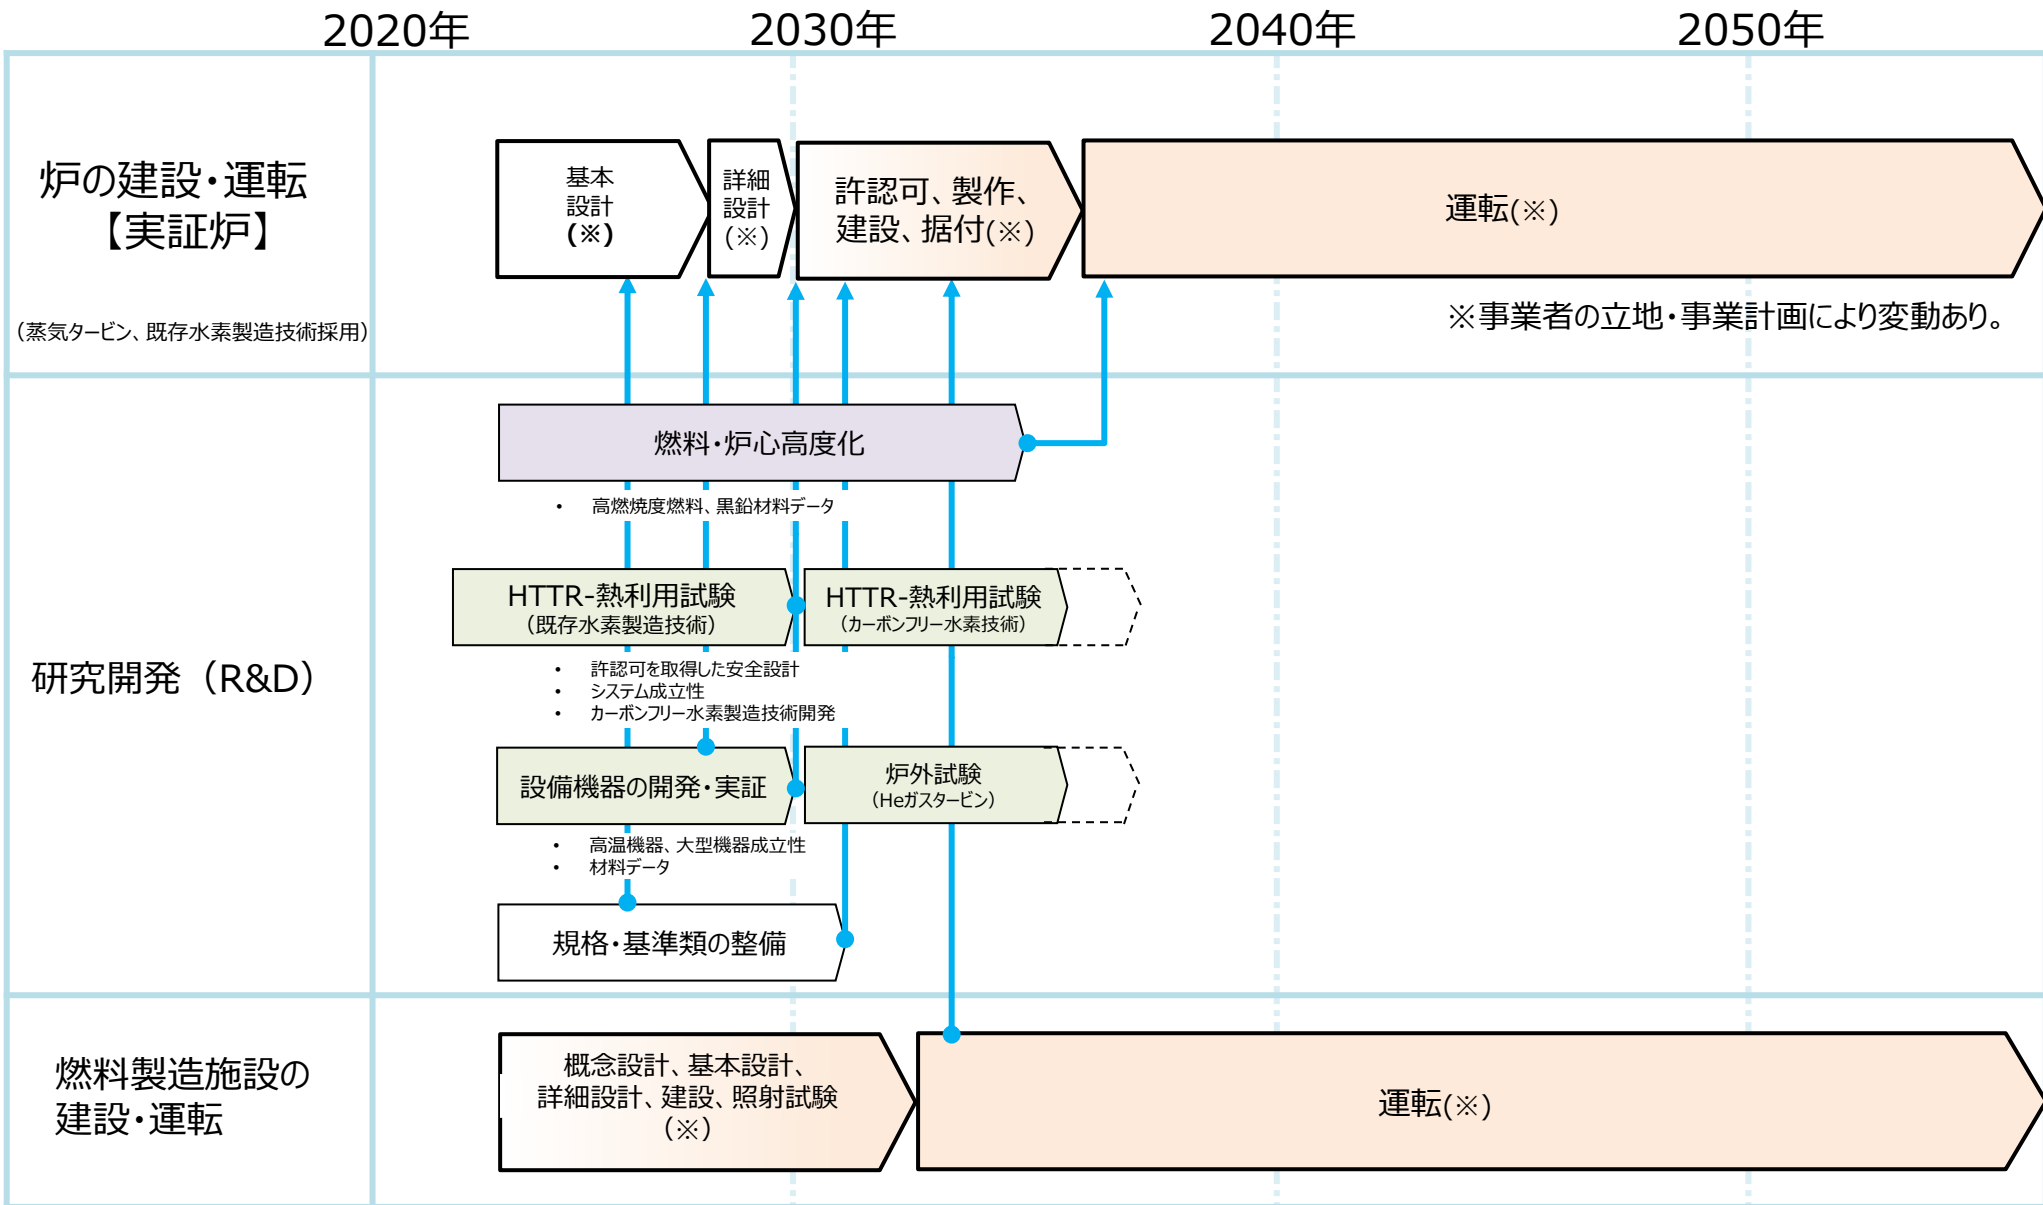 2020年
2030年
2040年
2050年
炉の建設・運転
【実証炉】
（蒸気タービン、既存水素製造技術採用）
基本
設計
(※)
詳細
設計
(※)
許認可、製作、
建設、据付(※)
運転(※)
※事業者の立地・事業計画により変動あり。
研究開発（R&D）
燃料・炉心高度化
• 高燃焼度燃料、黒鉛材料データ
HTTR-熱利用試験
（既存水素製造技術）
HTTR-熱利用試験
（カーボンフリー水素技術）
• 許認可を取得した安全設計
• システム成立性
• カーボンフリー水素製造技術開発
設備機器の開発・実証
炉外試験
（Heガスタービン）
• 高温機器、大型機器成立性
• 材料データ
規格・基準類の整備
燃料製造施設の
建設・運転
概念設計、基本設計、
詳細設計、建設、照射試験
（※）
運転(※)